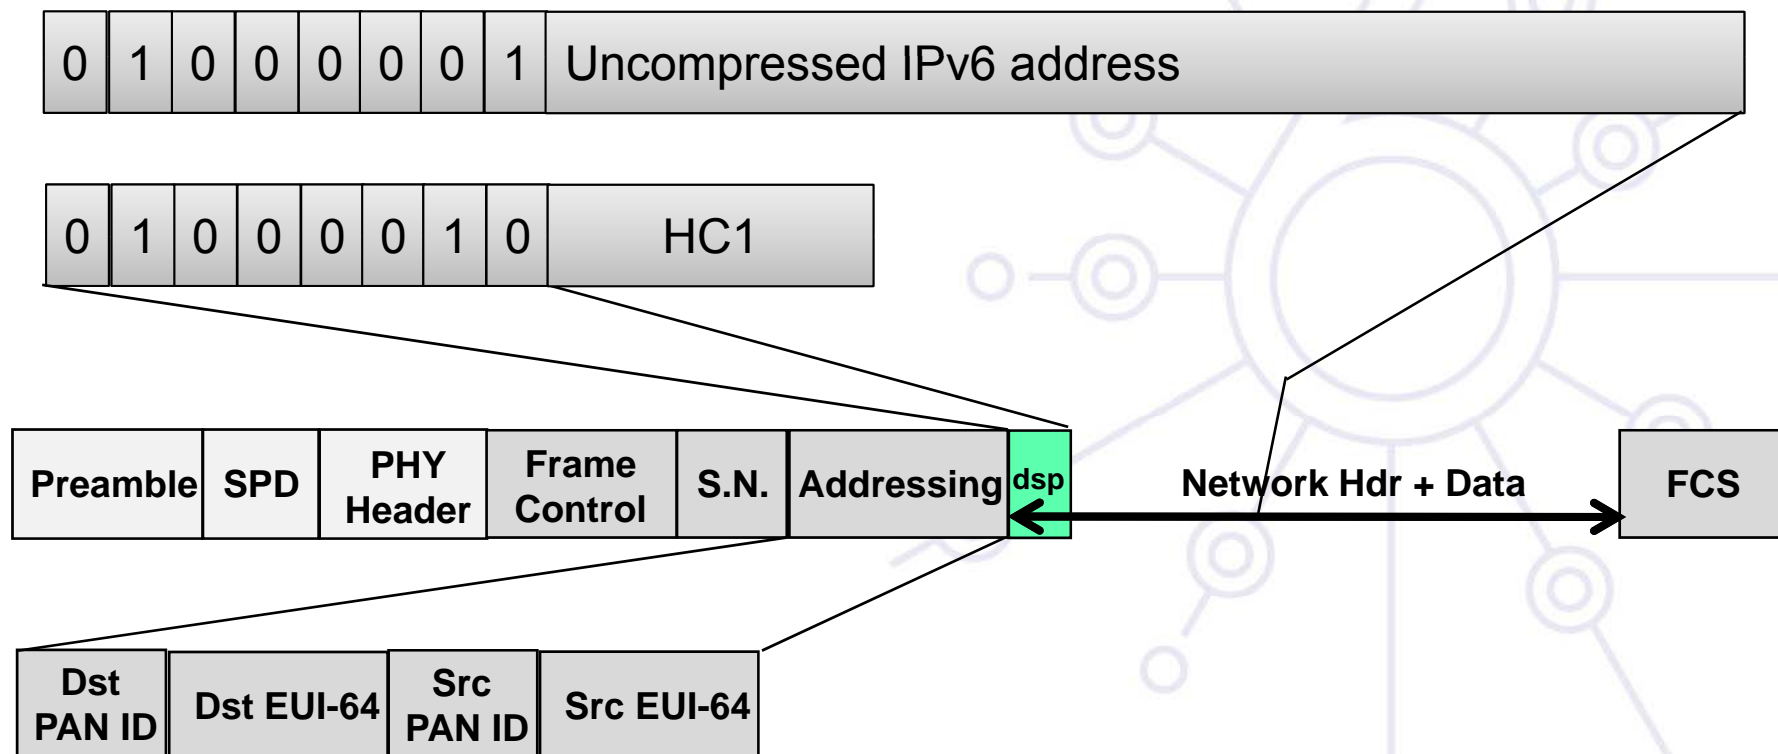 0 1 0 0 0 0 0 1 Uncompressed IPv6 address
0 1 0 0 0 0 1 0 HC1
Preamble SPD PHY Header Frame Control S.N. Addressing dsp Network Hdr + Data FCS
Dst PAN ID Dst EUI-64 Src PAN ID Src EUI-64